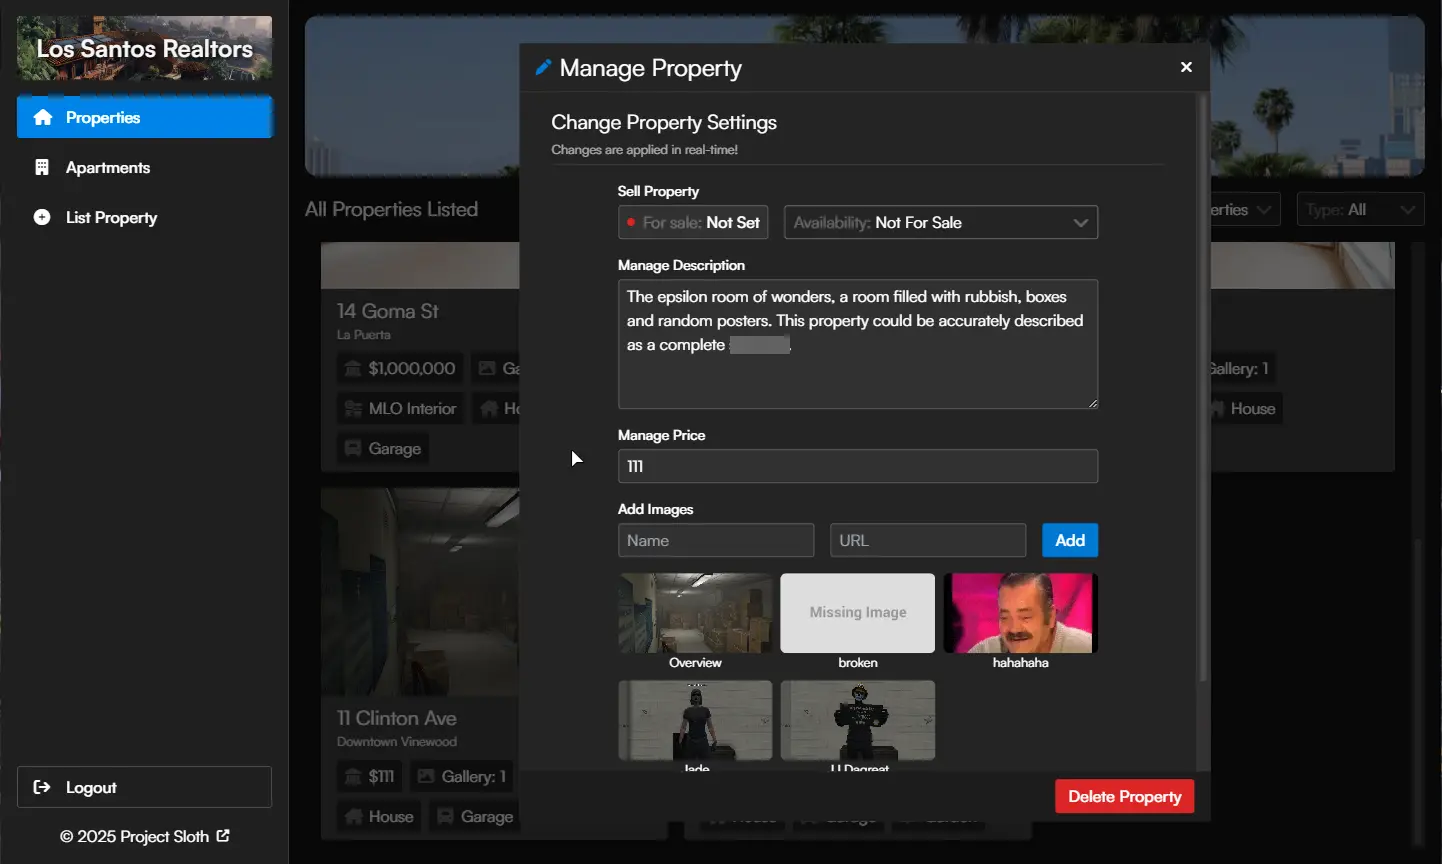 Los Santos Realtors
Properties
Apartments
List Property
Logout
© 2025 Project Sloth
All Properties Listed
erties
Type: All
14 Goma St
La Puerta
$1,000,000
Ga
MLO Interior
Ho
Garage
Gallery: 1
House
11 Clinton Ave
Downtown Vinewood
$111
Gallery: 1
House
Garage
Manage Property
Change Property Settings
Changes are applied in real-time!
Sell Property
For sale: Not Set
Availability: Not For Sale
Manage Description
The epsilon room of wonders, a room filled with rubbish, boxes
and random posters. This property could be accurately described
as a complete
Manage Price
111
Add Images
Name
URL
Add
Missing Image
Overview
broken
hahahaha
Jade
Delete Property